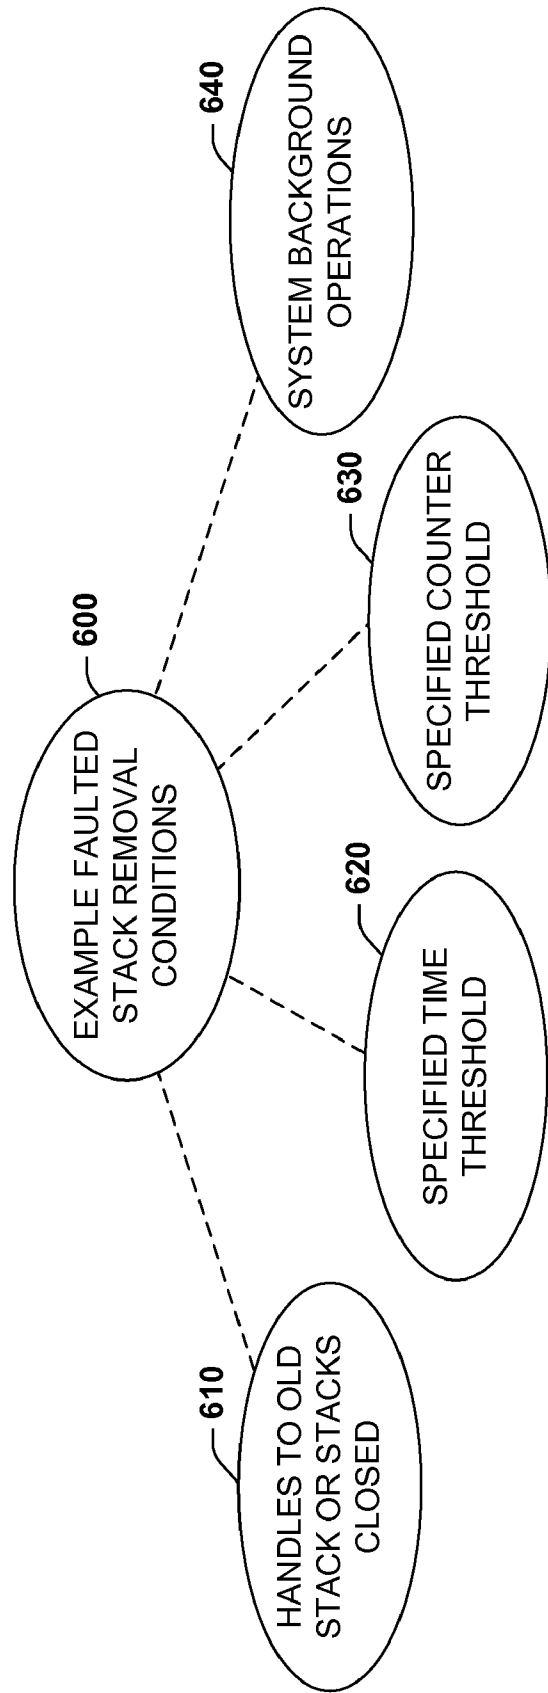 600
EXAMPLE FAULTED
STACK REMOVAL
CONDITIONS
610
HANDLES TO OLD
STACK OR STACKS
CLOSED
620
SPECIFIED TIME
THRESHOLD
630
SPECIFIED COUNTER
THRESHOLD
640
SYSTEM BACKGROUND
OPERATIONS